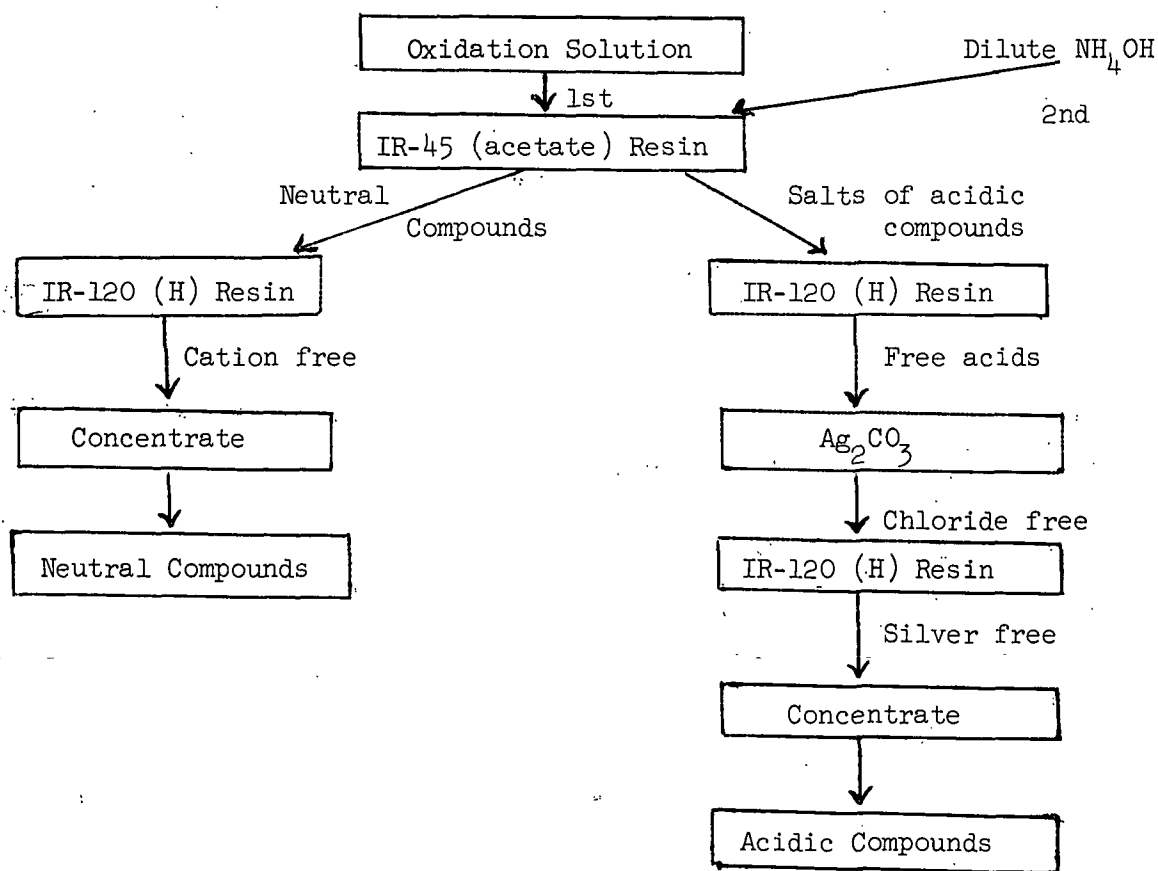 Oxidation Solution
Dilute NH4OH
1st
2nd
IR-45 (acetate) Resin
Neutral
Compounds
Salts of acidic
compounds
IR-120 (H) Resin
IR-120 (H) Resin
Cation free
Free acids
Concentrate
Ag2CO3
Chloride free
Neutral Compounds
IR-120 (H) Resin
Silver free
Concentrate
Acidic Compounds